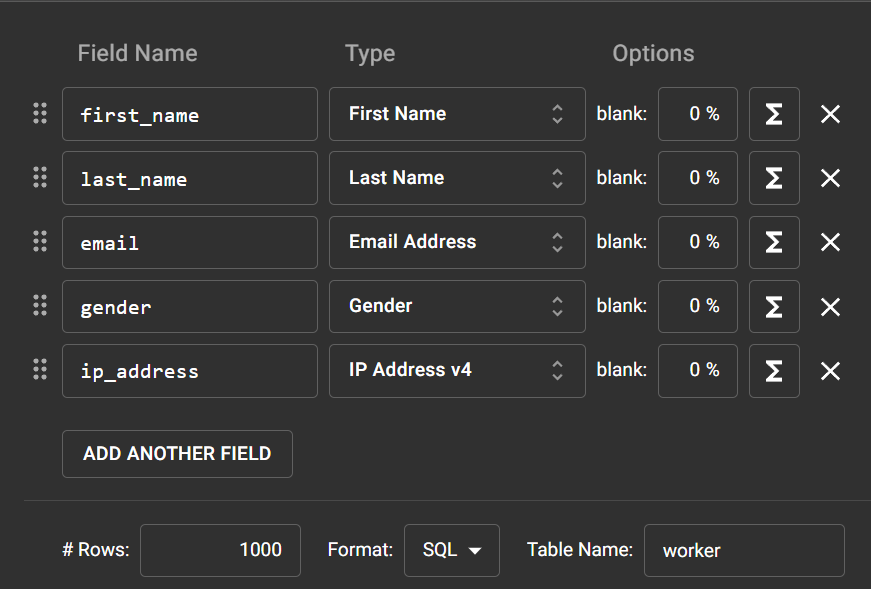 Field Name Type Options
first_name First Name blank: 0 % Σ
last_name Last Name blank: 0 % Σ
email Email Address blank: 0 % Σ
gender Gender blank: 0 % Σ
ip_address IP Address v4 blank: 0 % Σ
ADD ANOTHER FIELD
# Rows: 1000 Format: SQL Table Name: worker